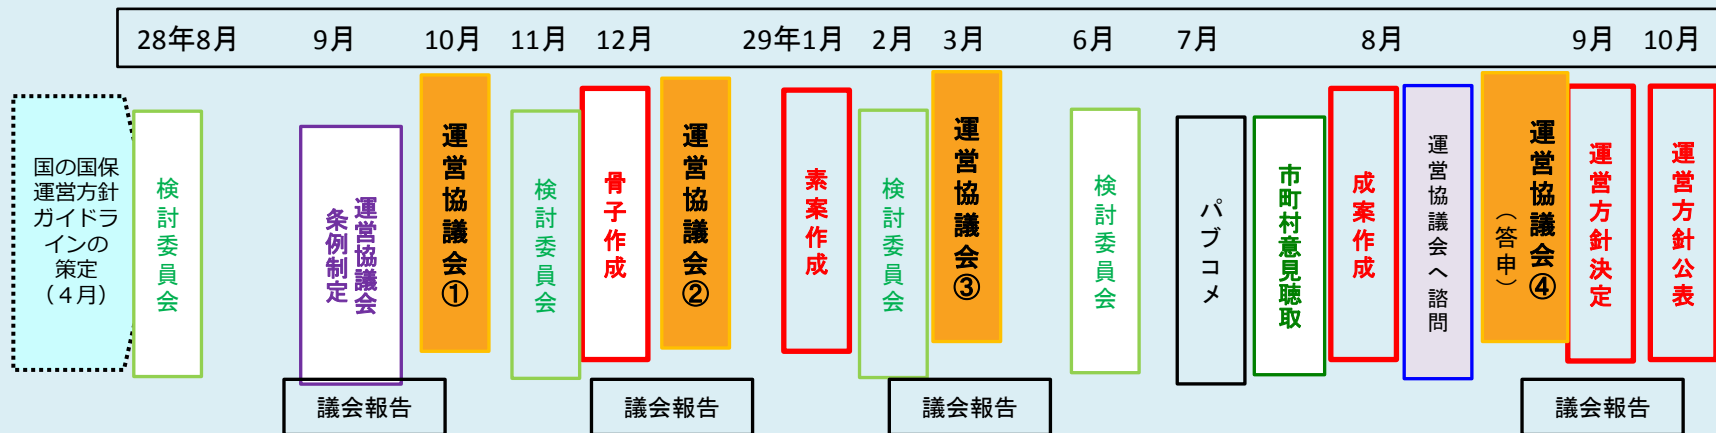 28年8月 9月 10月 11月 12月 29年1月 2月 3月 6月 7月 8月 9月 10月
国の国保
運営方針
ガイドラ
インの
策定
（４月）
検討委員会
運営協議会
条例制定
運営協議会①
検討委員会
骨子作成
運営協議会②
素案作成
検討委員会
運営協議会③
検討委員会
パブコメ
市町村意見聴取
成案作成
運営協議会へ諮問
運営協議会④
（答申）
運営方針決定
運営方針公表
議会報告
議会報告
議会報告
議会報告